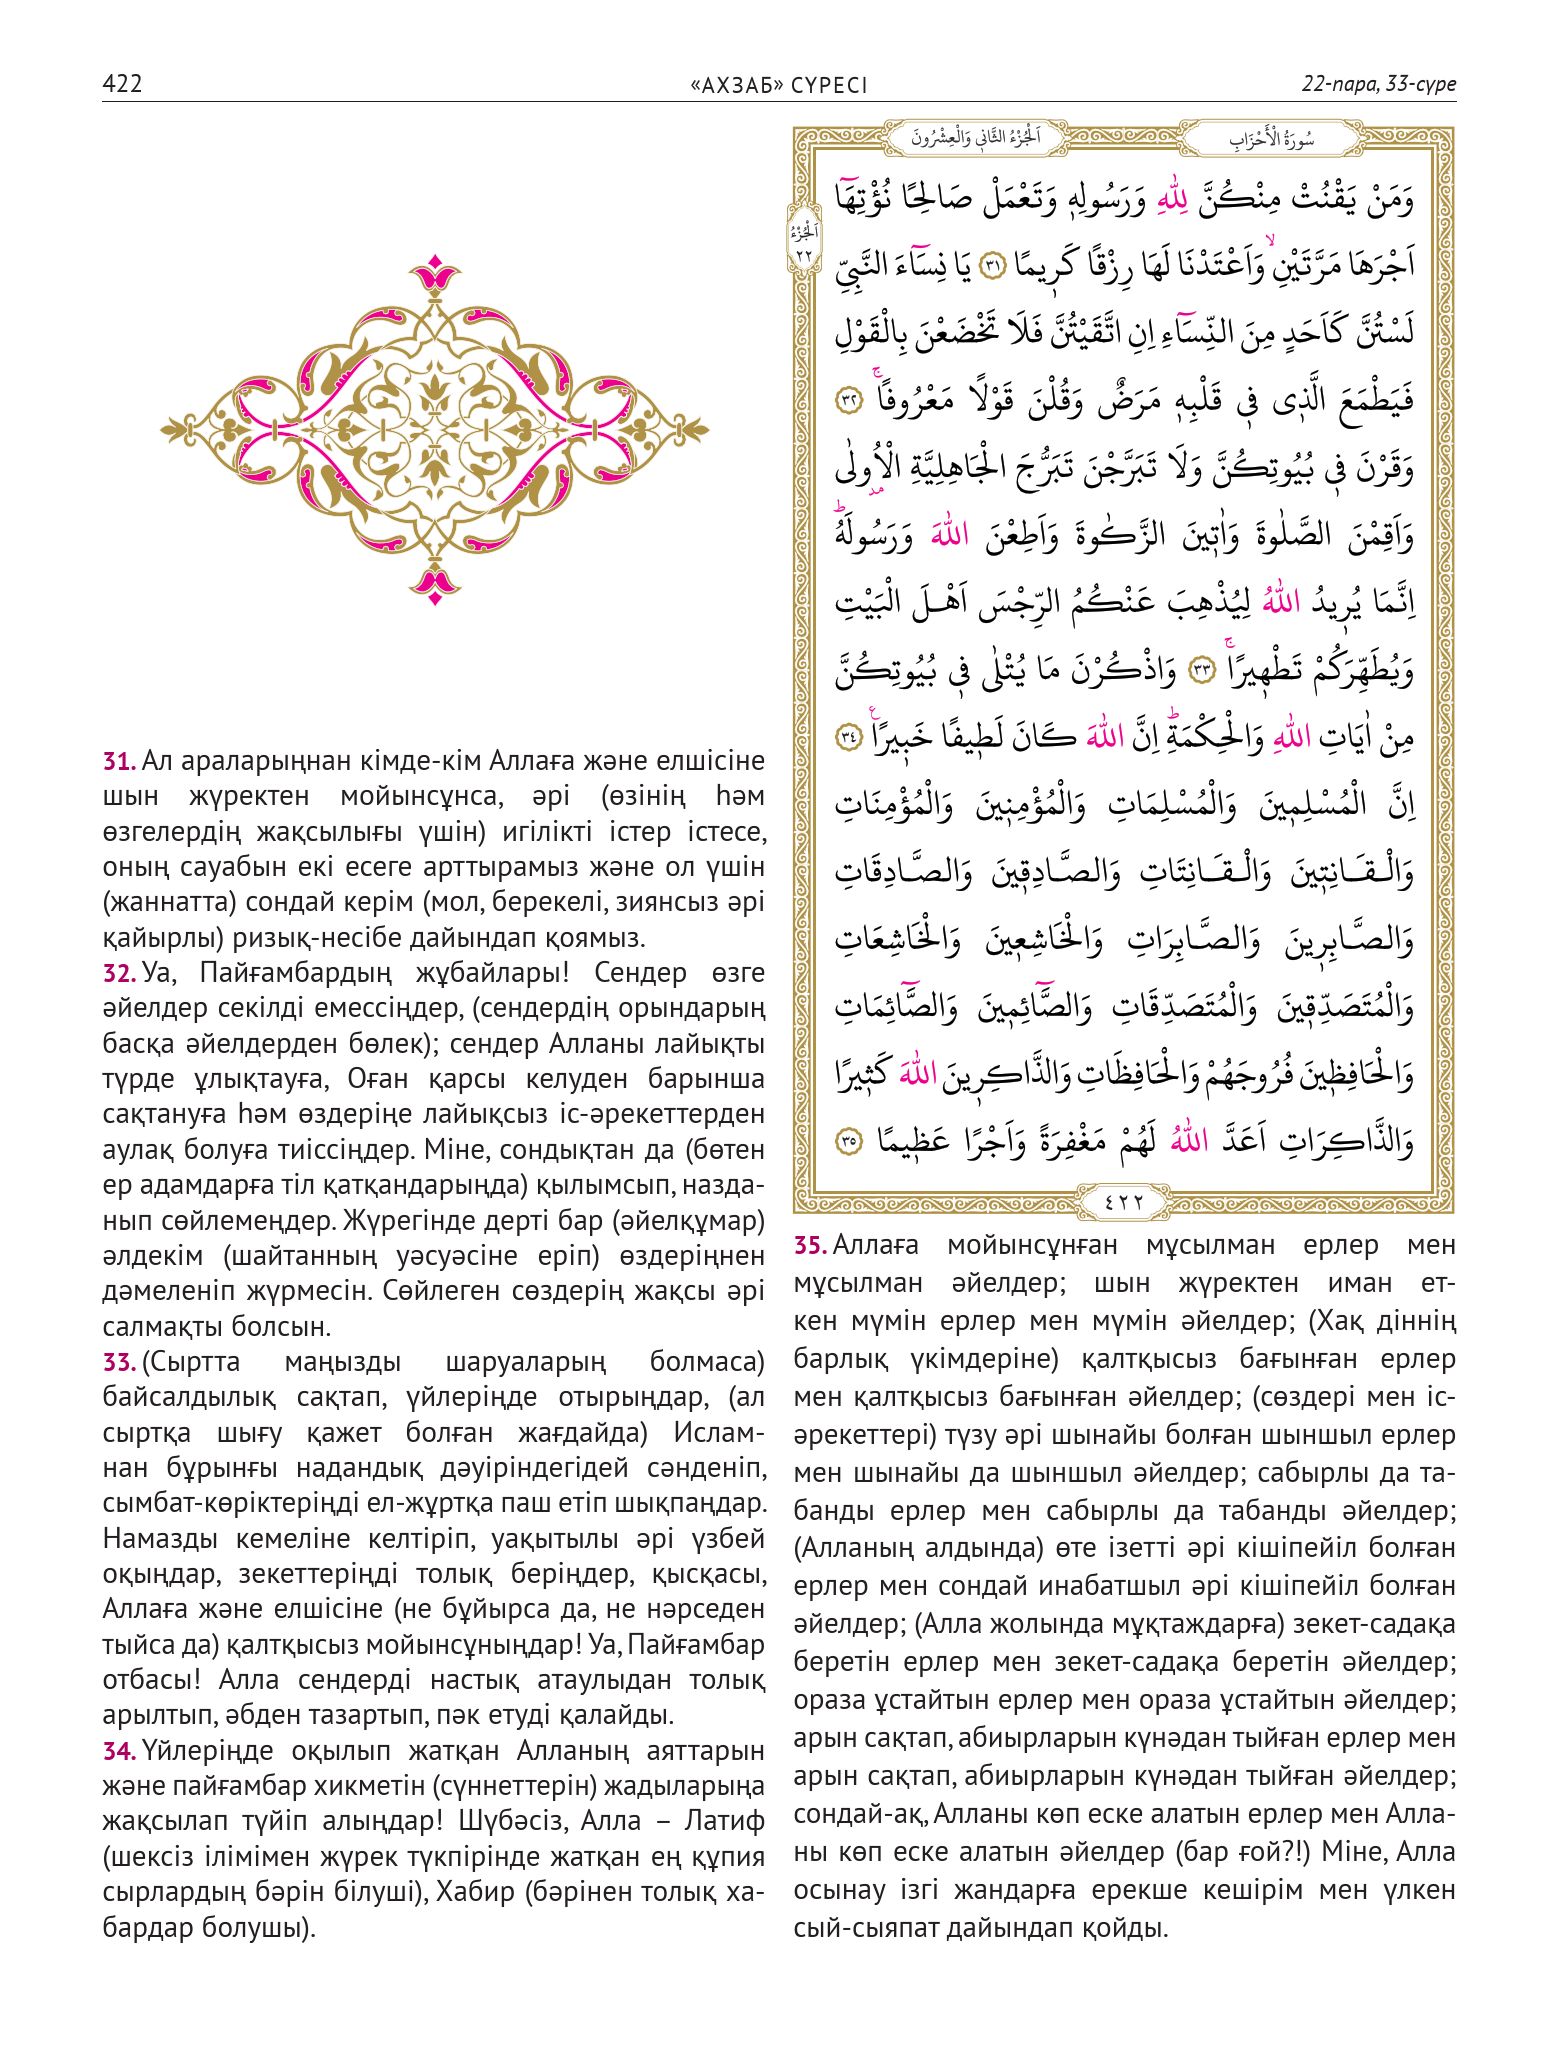 422
«АХЗАБ» СҮРЕСІ
22-пара, 33-сүре
31. Ал араларыңнан кімде-кім Аллаға және елшісіне
шын жүректен мойынсұнса, әрі (өзінің һәм
өзгелердің жақсылығы үшін) игілікті істер істесе,
оның сауабын екі есеге арттырамыз және ол үшін
(жаннатта) сондай керім (мол, берекелі, зиянсыз әрі
қайырлы) ризық-несібе дайындап қоямыз.
32. Уа, Пайғамбардың жұбайлары! Сендер өзге
әйелдер секілді емессіңдер, (сендердің орындарың
басқа әйелдерден бөлек); сендер Алланы лайықты
түрде ұлықтауға, Оған қарсы келуден барынша
сақтануға һәм өздеріңе лайықсыз іс-әрекеттерден
аулақ болуға тиіссіңдер. Міне, сондықтан да (бөтен
ер адамдарға тіл қатқандарыңда) қылымсып, назда-
нып сөйлемеңдер. Жүрегінде дерті бар (әйелқұмар)
әлдекім (шайтанның уәсуәсіне еріп) өздеріңнен
дәмеленіп жүрмесін. Сөйлеген сөздерің жақсы әрі
салмақты болсын.
33. (Сыртта маңызды шаруаларың болмаса)
байсалдылық сақтап, үйлеріңде отырыңдар, (ал
сыртқа шығу қажет болған жағдайда) Ислам-
нан бұрынғы надандық дәуіріндегідей сәнденіп,
сымбат-көріктеріңді ел-жұртқа паш етіп шықпаңдар.
Намазды кемеліне келтіріп, уақытылы әрі үзбей
оқыңдар, зекеттеріңді толық беріңдер, қысқасы,
Аллаға және елшісіне (не бұйырса да, не нәрседен
тыйса да) қалтқысыз мойынсұныңдар! Уа, Пайғамбар
отбасы! Алла сендерді настық атаулыдан толық
арылтып, әбден тазартып, пәк етуді қалайды.
34. Үйлеріңде оқылып жатқан Алланың аяттарын
және пайғамбар хикметін (сүннеттерін) жадыларыңа
жақсылап түйіп алыңдар! Шүбәсіз, Алла – Латиф
(шексіз ілімімен жүрек түкпірінде жатқан ең құпия
сырлардың бәрін білуші), Хабир (бәрінен толық ха-
бардар болушы).
سُورَةُ الْأَحْزَابِ
اَلْجُزْءُ الثَّانٖي وَالْعِشْرُونَ
اَلْجُزْءُ
٢٢
وَمَنْ يَقْنُتْ مِنْكُنَّ لِلّٰهِ وَرَسُولِهٖ وَتَعْمَلْ صَالِحًا نُؤْتِهَٓا
اَجْرَهَا مَرَّتَيْنِۙ وَاَعْتَدْنَا لَهَا رِزْقًا كَرٖيمًا ٣١ يَا نِسَٓاءَ النَّبِيِّ
لَسْتُنَّ كَاَحَدٍ مِنَ النِّسَٓاءِ اِنِ اتَّقَيْتُنَّ فَلَا تَخْضَعْنَ بِالْقَوْلِ
فَيَطْمَعَ الَّذٖى فٖى قَلْبِهٖ مَرَضٌ وَقُلْنَ قَوْلًا مَعْرُوفًاۚ ٣٢
وَقَرْنَ فٖى بُيُوتِكُنَّ وَلَا تَبَرَّجْنَ تَبَرُّجَ الْجَاهِلِيَّةِ الْاُولٰى
وَاَقِمْنَ الصَّلٰوةَ وَاٰتٖينَ الزَّكٰوةَ وَاَطِعْنَ اللّٰهَ وَرَسُولَهُؕ
اِنَّمَا يُرٖيدُ اللّٰهُ لِيُذْهِبَ عَنْكُمُ الرِّجْسَ اَهْلَ الْبَيْتِ
وَيُطَهِّرَكُمْ تَطْهٖيرًاۚ ٣٣ وَاذْكُرْنَ مَا يُتْلٰى فٖى بُيُوتِكُنَّ
مِنْ اٰيَاتِ اللّٰهِ وَالْحِكْمَةِؕ اِنَّ اللّٰهَ كَانَ لَطٖيفًا خَبٖيرًا ٣٤
اِنَّ الْمُسْلِمٖينَ وَالْمُسْلِمَاتِ وَالْمُؤْمِنٖينَ وَالْمُؤْمِنَاتِ
وَالْقَانِتٖينَ وَالْقَانِتَاتِ وَالصَّادِقٖينَ وَالصَّادِقَاتِ
وَالصَّابِرٖينَ وَالصَّابِرَاتِ وَالْخَاشِعٖينَ وَالْخَاشِعَاتِ
وَالْمُتَصَدِّقٖينَ وَالْمُتَصَدِّقَاتِ وَالصَّٓائِمٖينَ وَالصَّٓائِمَاتِ
وَالْحَافِظٖينَ فُرُوجَهُمْ وَالْحَافِظَاتِ وَالذَّاكِرٖينَ اللّٰهَ كَثٖيرًا
وَالذَّاكِرَاتِ اَعَدَّ اللّٰهُ لَهُمْ مَغْفِرَةً وَاَجْرًا عَظٖيمًا ٣٥
٤٢٢
35. Аллаға мойынсұнған мұсылман ерлер мен
мұсылман әйелдер; шын жүректен иман ет-
кен мүмін ерлер мен мүмін әйелдер; (Хақ діннің
барлық үкімдеріне) қалтқысыз бағынған ерлер
мен қалтқысыз бағынған әйелдер; (сөздері мен іс-
әрекеттері) түзу әрі шынайы болған шыншыл ерлер
мен шынайы да шыншыл әйелдер; сабырлы да та-
банды ерлер мен сабырлы да табанды әйелдер;
(Алланың алдында) өте ізетті әрі кішіпейіл болған
ерлер мен сондай инабатшыл әрі кішіпейіл болған
әйелдер; (Алла жолында мұқтаждарға) зекет-садақа
беретін ерлер мен зекет-садақа беретін әйелдер;
ораза ұстайтын ерлер мен ораза ұстайтын әйелдер;
арын сақтап, абиырларын күнәдан тыйған ерлер мен
арын сақтап, абиырларын күнәдан тыйған әйелдер;
сондай-ақ, Алланы көп еске алатын ерлер мен Алла-
ны көп еске алатын әйелдер (бар ғой?!) Міне, Алла
осынау ізгі жандарға ерекше кешірім мен үлкен
сый-сыяпат дайындап қойды.